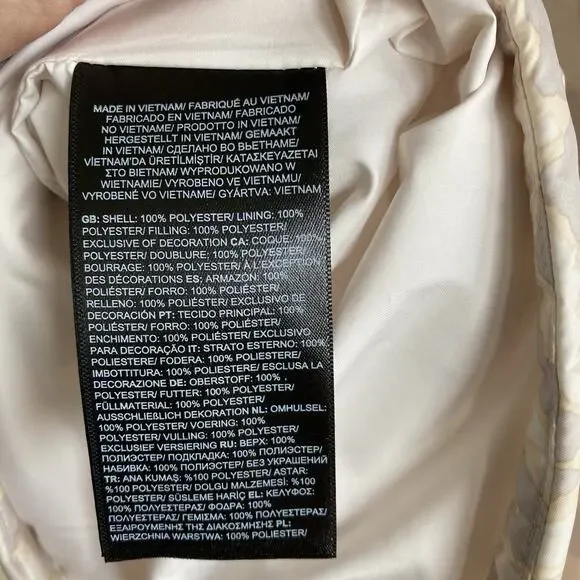 MADE IN VIETNAM/ FABRIQUÉ AU VIETNAM/
FABRICADO EN VIETNAM/ FABRICADO
NO VIETNAME/ PRODOTTO IN VIETNAM/
HERGESTELLT IN VIETNAM/ GEMAAKT
IN VIETNAM/ СДЕЛАНО ВО ВЬЕТНАМЕ/
VİETNAM'DA ÜRETİLMİŞTİR/ ΚΑΤΑΣΚΕΥΑΖΕΤΑΙ
ΣΤΟ ΒΙΕΤΝΑΜ/ WYPRODUKOWANO W
WIETNAMIE/ VYROBENO VE VIETNAMU/
VYROBENÉ VO VIETNAME/ GYÁRTVA: VIETNAM
GB: SHELL: 100% POLYESTER/ LINING: 100%
POLYESTER/ FILLING: 100% POLYESTER/
EXCLUSIVE OF DECORATION CA: COQUE: 100%
POLYESTER/ DOUBLURE: 100% POLYESTER/
BOURRAGE: 100% POLYESTER/ À L'EXCEPTION
DES DÉCORATIONS ES: ARMAZÓN: 100%
POLIÉSTER/ FORRO: 100% POLIÉSTER/
RELLENO: 100% POLIÉSTER/ EXCLUSIVO DE
DECORACIÓN PT: TECIDO PRINCIPAL: 100%
POLIÉSTER/ FORRO: 100% POLIÉSTER/
ENCHIMENTO: 100% POLIÉSTER/ EXCLUSIVO
PARA DECORAÇÃO IT: STRATO ESTERNO: 100%
POLIESTERE/ FODERA: 100% POLIESTERE/
IMBOTTITURA: 100% POLIESTERE/ ESCLUSA LA
DECORAZIONE DE: OBERSTOFF: 100%
POLYESTER/ FUTTER: 100% POLYESTER/
FÜLLMATERIAL: 100% POLYESTER/
AUSSCHLIEẞLICH DEKORATION NL: OMHULSEL:
100% POLYESTER/ VOERING: 100%
POLYESTER/ VULLING: 100% POLYESTER/
EXCLUSIEF VERSIERING RU: ВЕРХ: 100%
ПОЛИЭСТЕР/ ПОДКЛАДКА: 100% ПОЛИЭСТЕР/
НАБИВКА: 100% ПОЛИЭСТЕР/ БЕЗ УКРАШЕНИЙ
TR: ANA KUMAŞ: %100 POLYESTER/ ASTAR:
%100 POLYESTER/ DOLGU MALZEMESİ: %100
POLYESTER/ SÜSLEME HARİÇ EL: ΚΕΛΥΦΟΣ:
100% ΠΟΛΥΕΣΤΕΡΑΣ/ ΦΟΔΡΑ: 100%
ΠΟΛΥΕΣΤΕΡΑΣ/ ΓΕΜΙΣΜΑ: 100% ΠΟΛΥΕΣΤΕΡΑΣ/
ΕΞΑΙΡΟΥΜΕΝΗΣ ΤΗΣ ΔΙΑΚΟΣΜΗΣΗΣ PL:
WIERZCHNIA WARSTWA: 100% POLIESTER/